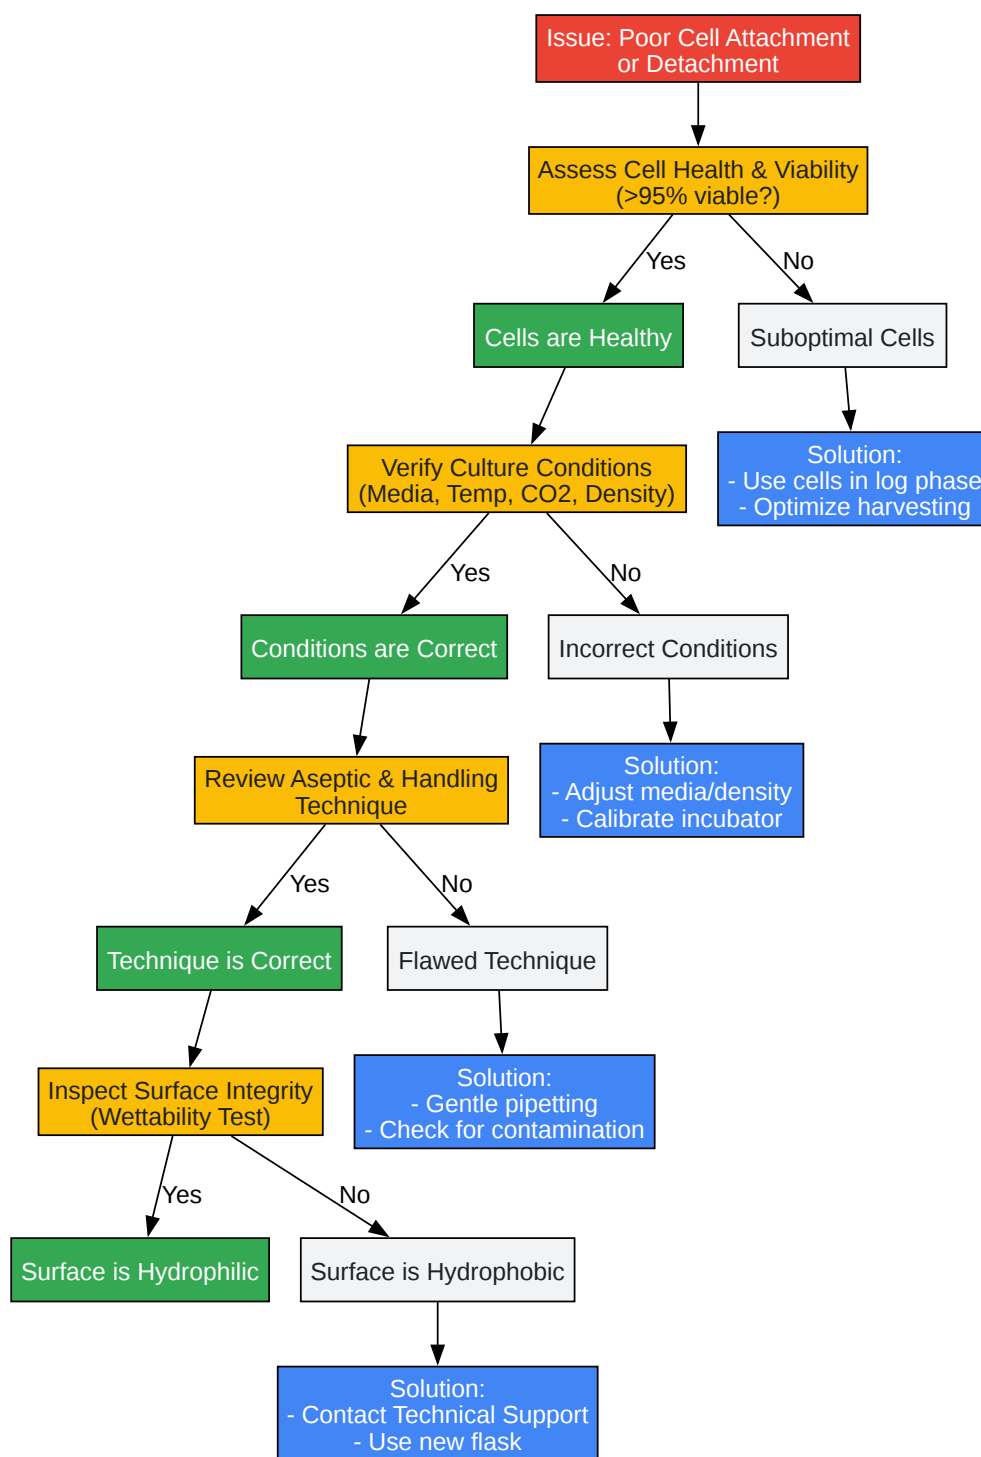 Issue: Poor Cell Attachment
or Detachment
Assess Cell Health & Viability
(>95% viable?)
Yes
No
Cells are Healthy
Suboptimal Cells
Solution:
- Use cells in log phase
- Optimize harvesting
Verify Culture Conditions
(Media, Temp, CO2, Density)
Yes
No
Conditions are Correct
Incorrect Conditions
Solution:
- Adjust media/density
- Calibrate incubator
Review Aseptic & Handling
Technique
Yes
No
Technique is Correct
Flawed Technique
Solution:
- Gentle pipetting
- Check for contamination
Inspect Surface Integrity
(Wettability Test)
Yes
No
Surface is Hydrophilic
Surface is Hydrophobic
Solution:
- Contact Technical Support
- Use new flask